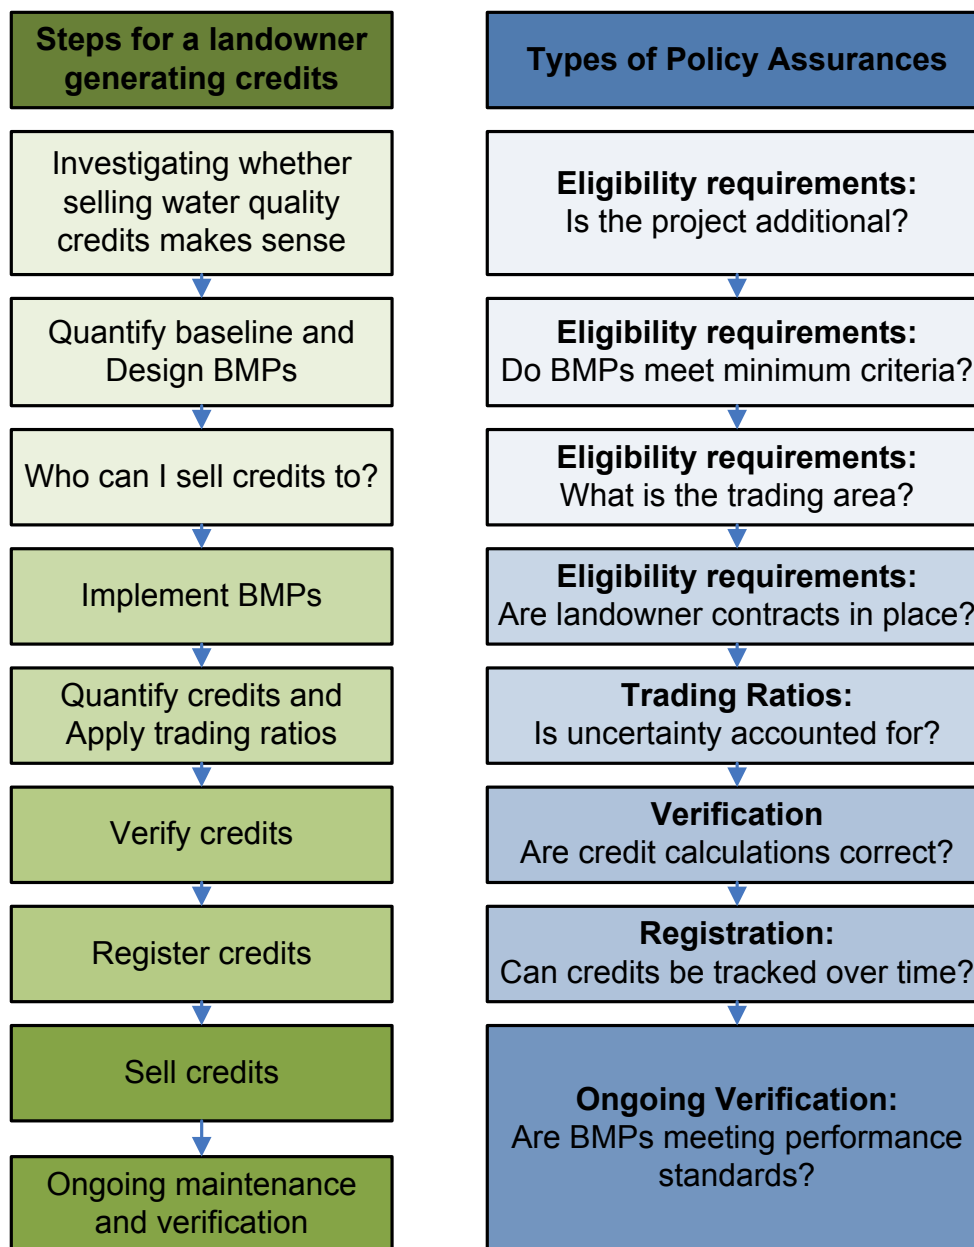 Steps for a landowner
generating credits
Types of Policy Assurances
Investigating whether
selling water quality
credits makes sense
Eligibility requirements:
Is the project additional?
Quantify baseline and
Design BMPs
Eligibility requirements:
Do BMPs meet minimum criteria?
Who can I sell credits to?
Eligibility requirements:
What is the trading area?
Implement BMPs
Eligibility requirements:
Are landowner contracts in place?
Quantify credits and
Apply trading ratios
Trading Ratios:
Is uncertainty accounted for?
Verify credits
Verification
Are credit calculations correct?
Register credits
Registration:
Can credits be tracked over time?
Sell credits
Ongoing maintenance
and verification
Ongoing Verification:
Are BMPs meeting performance
standards?